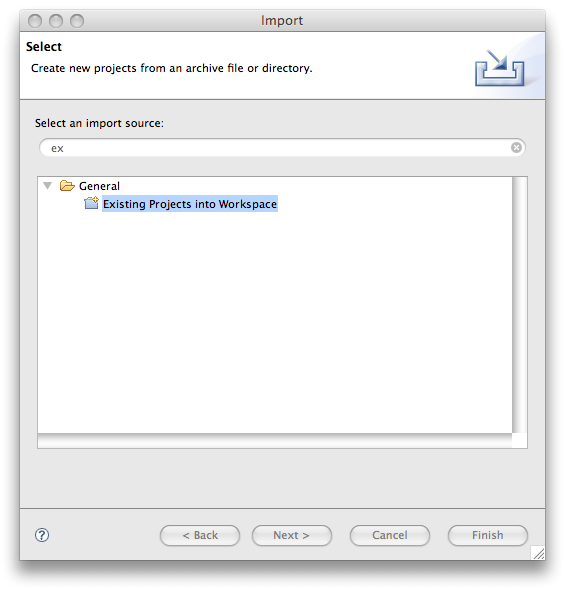 Import
Select
Create new projects from an archive file or directory.
Select an import source:
ex
General
Existing Projects into Workspace
?
< Back
Next >
Cancel
Finish